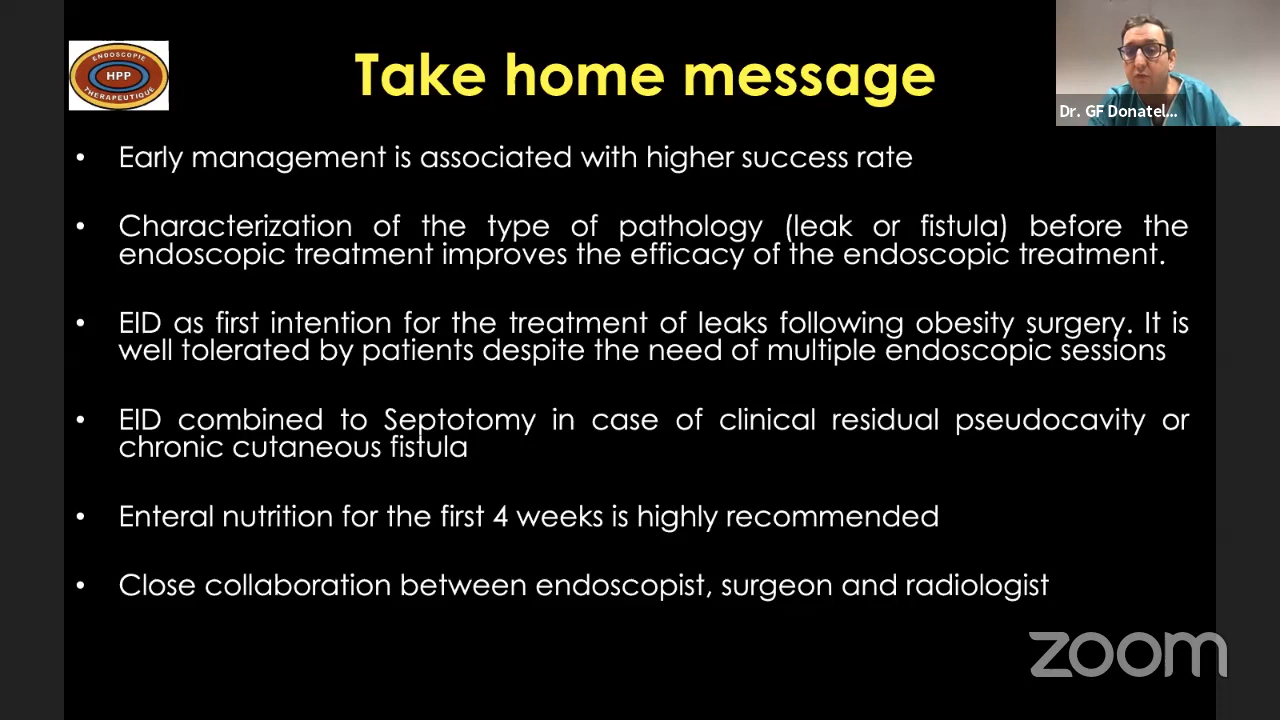 ENDOSCOPIE
HPP
THERAPEUTIQUE
Take home message
Dr. GF Donatel...
• Early management is associated with higher success rate
• Characterization of the type of pathology (leak or fistula) before the
endoscopic treatment improves the efficacy of the endoscopic treatment.
• EID as first intention for the treatment of leaks following obesity surgery. It is
well tolerated by patients despite the need of multiple endoscopic sessions
• EID combined to Septotomy in case of clinical residual pseudocavity or
chronic cutaneous fistula
• Enteral nutrition for the first 4 weeks is highly recommended
• Close collaboration between endoscopist, surgeon and radiologist
zoom